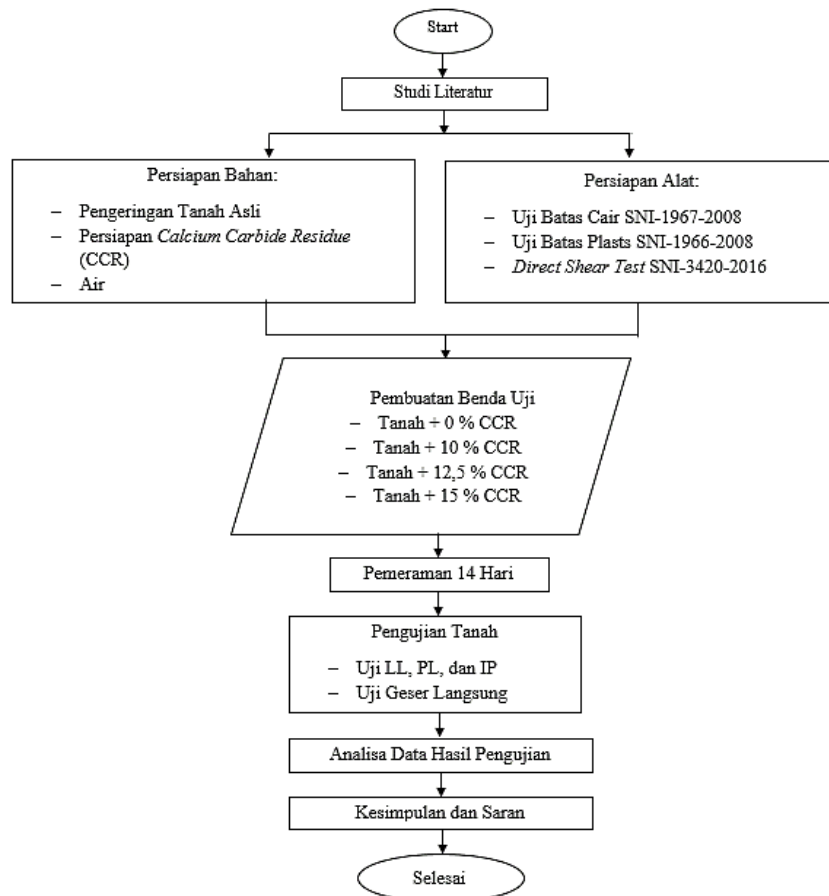 Start
Studi Literatur
Persiapan Bahan:
– Pengeringan Tanah Asli
– Persiapan Calcium Carbide Residue
(CCR)
– Air
Persiapan Alat:
– Uji Batas Cair SNI-1967-2008
– Uji Batas Plasts SNI-1966-2008
– Direct Shear Test SNI-3420-2016
Pembuatan Benda Uji
– Tanah + 0 % CCR
– Tanah + 10 % CCR
– Tanah + 12,5 % CCR
– Tanah + 15 % CCR
Pemeraman 14 Hari
Pengujian Tanah
– Uji LL, PL, dan IP
– Uji Geser Langsung
Analisa Data Hasil Pengujian
Kesimpulan dan Saran
Selesai